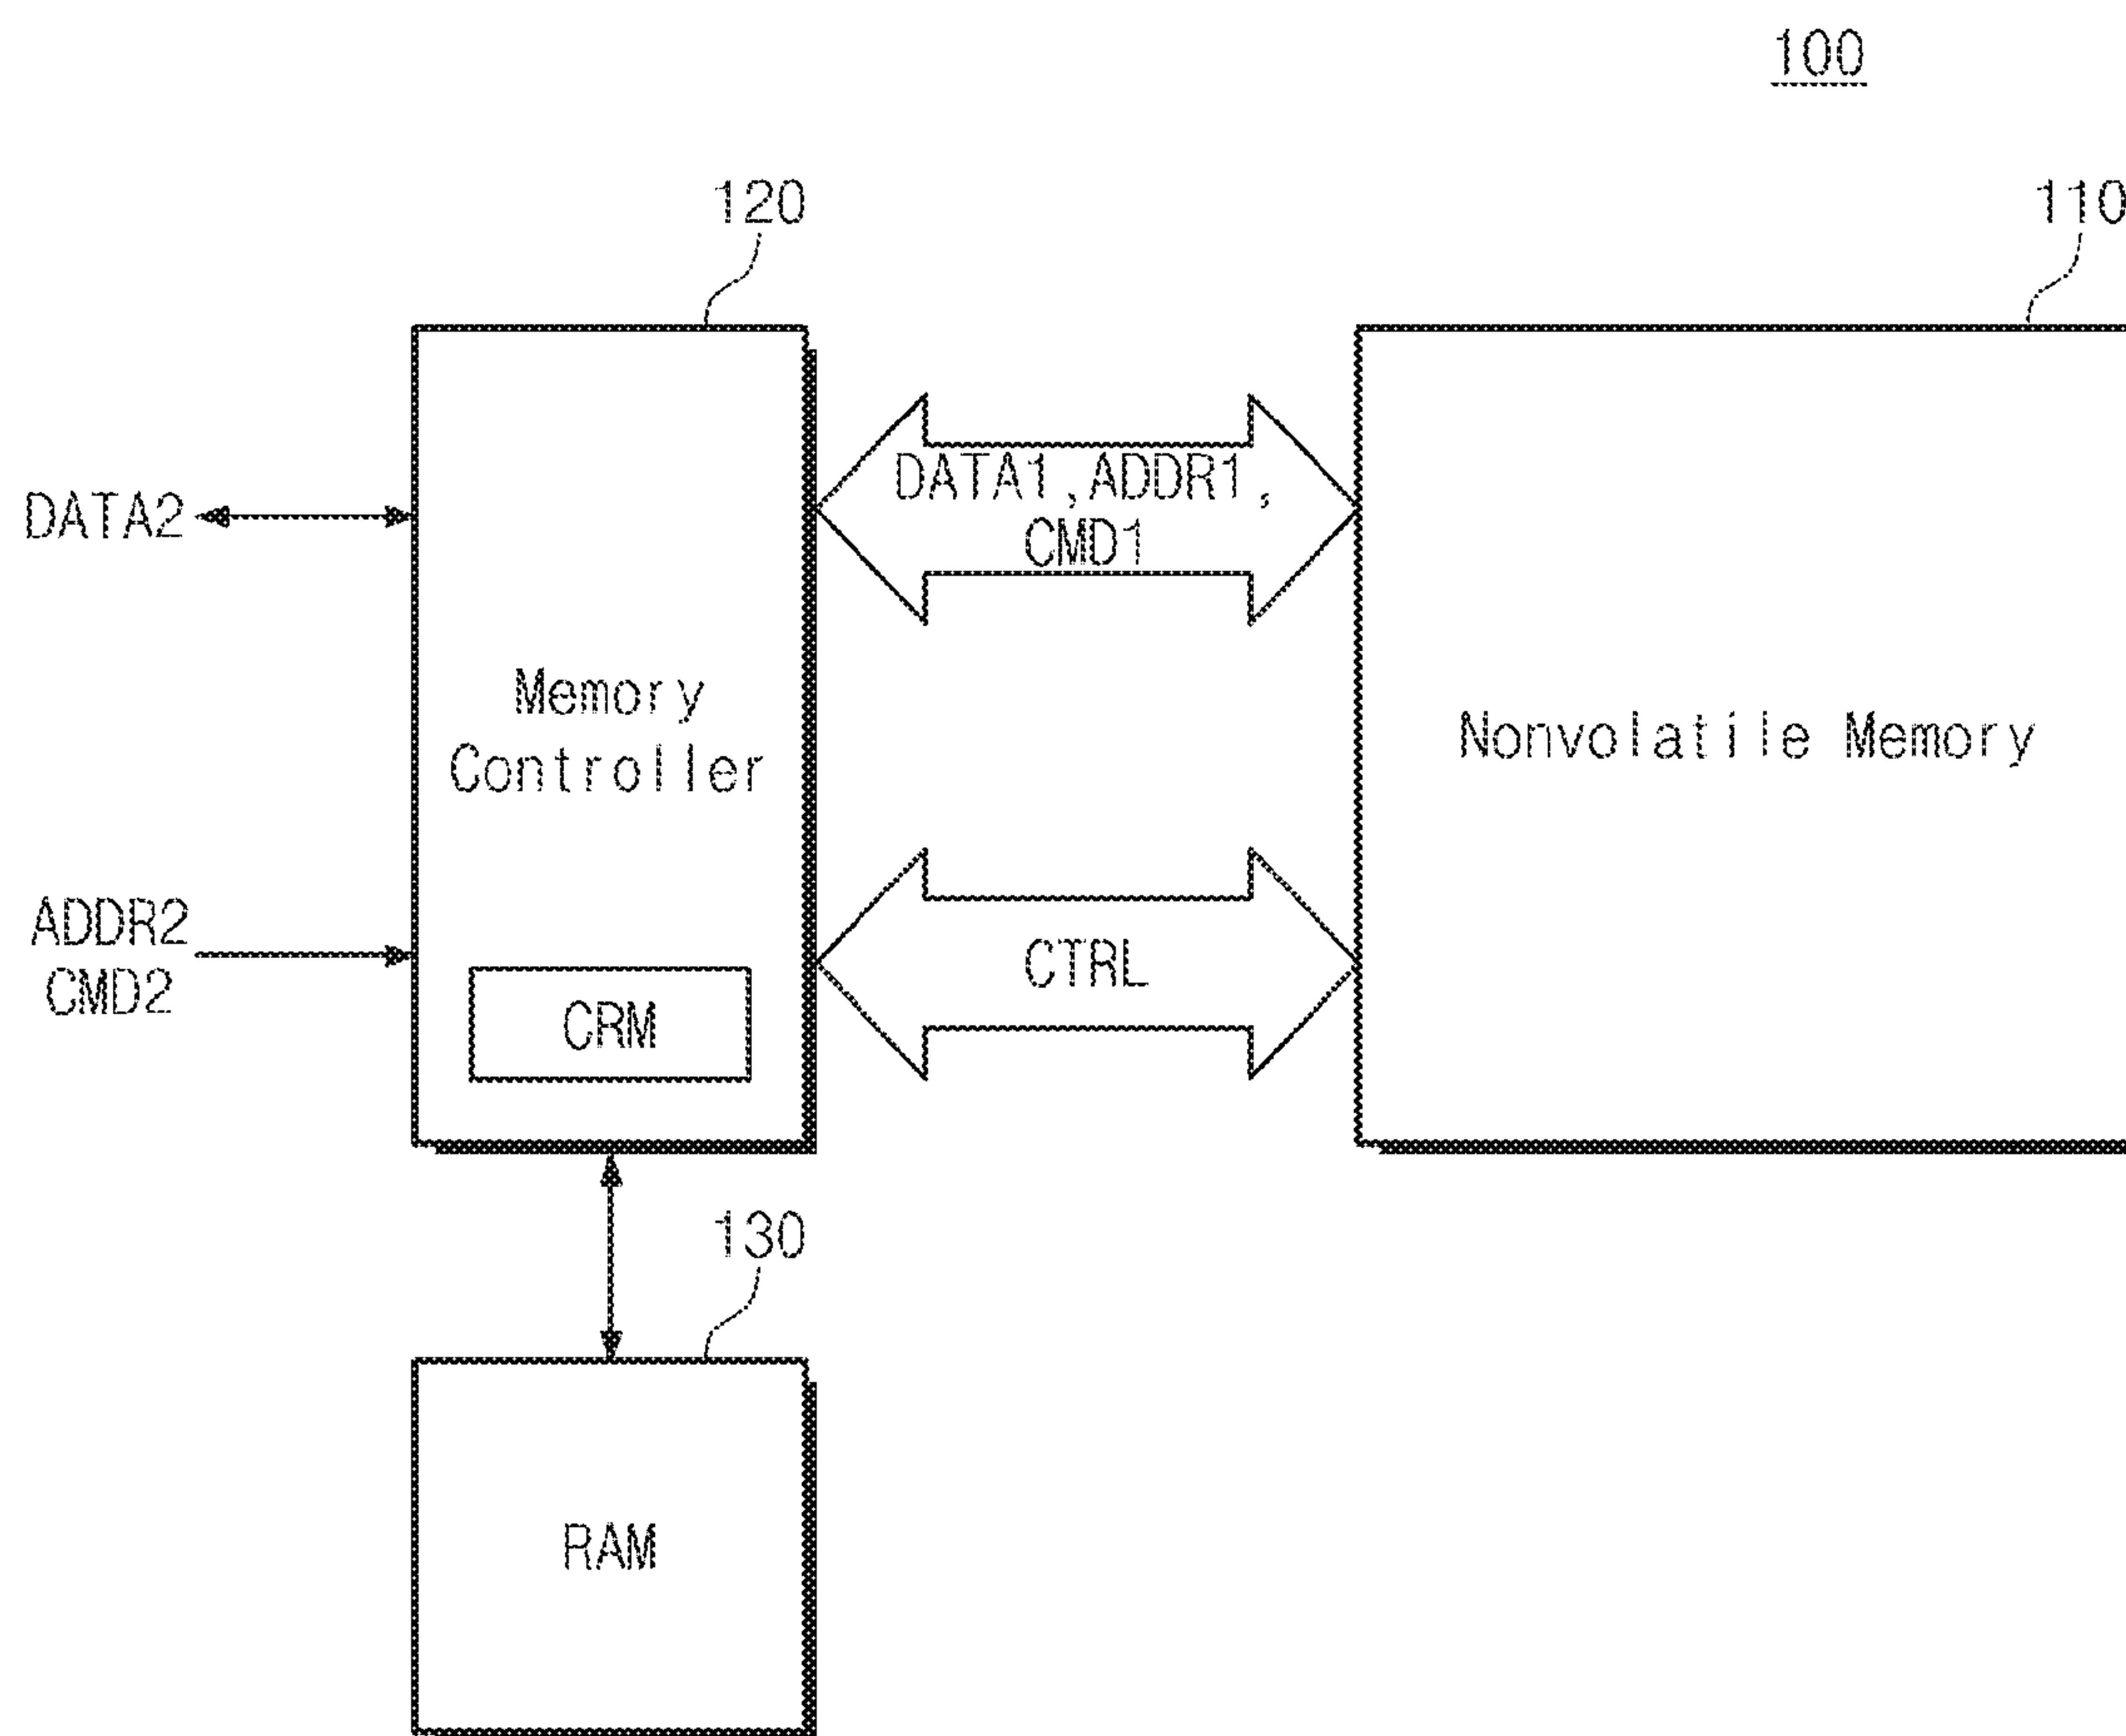 100
120
110
DATA1,ADDR1,
CMD1
DATA2
Memory
Controller
Nonvolatile Memory
ADDR2
CMD2
CTRL
CRM
130
RAM